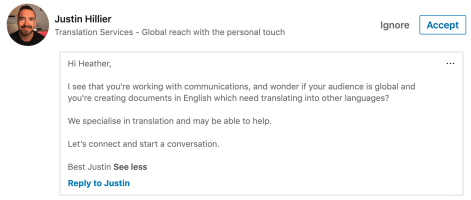 Justin Hillier
Translation Services - Global reach with the personal touch
Ignore
Accept
Hi Heather,
...
I see that you're working with communications, and wonder if your audience is global and
you're creating documents in English which need translating into other languages?
We specialise in translation and may be able to help.
Let's connect and start a conversation.
Best Justin See less
Reply to Justin